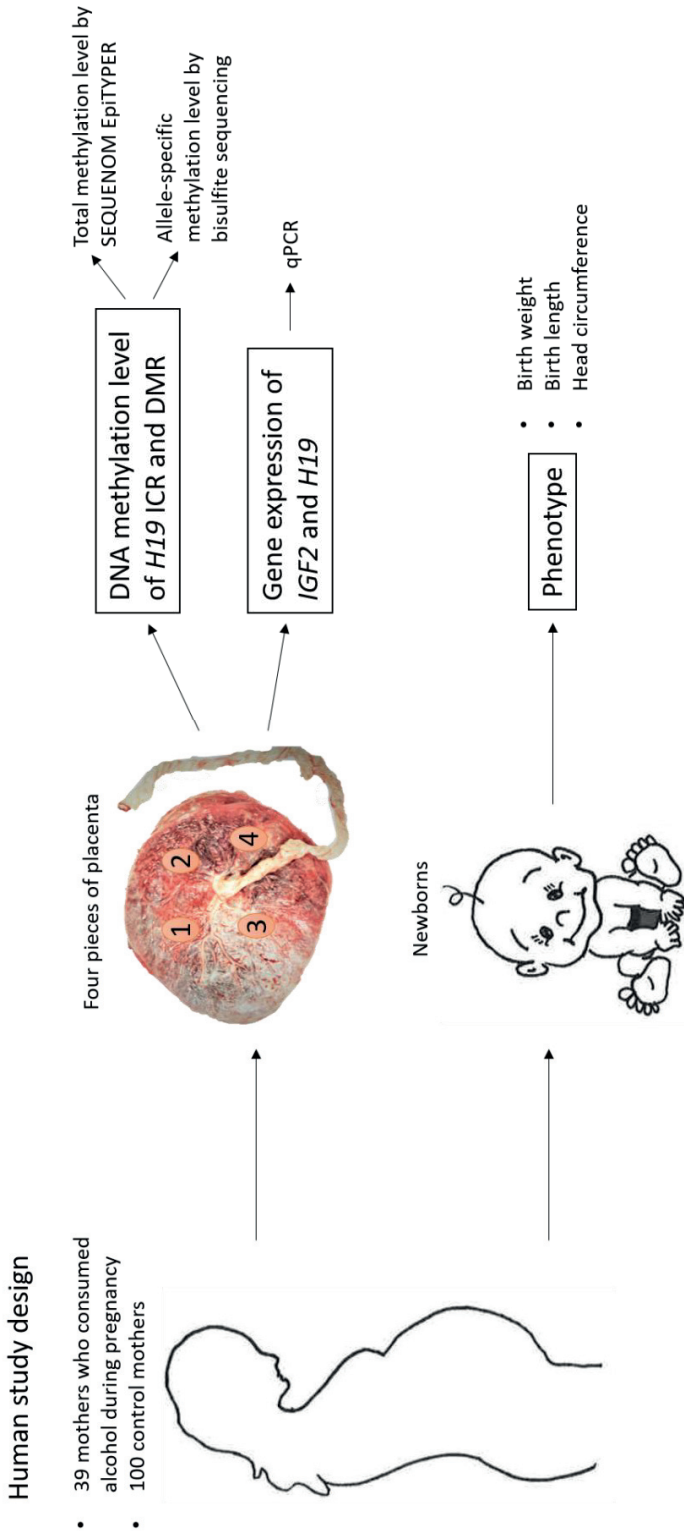 Human study design
• 39 mothers who consumed
alcohol during pregnancy
• 100 control mothers
Four pieces of placenta
1
2
3
4
DNA methylation level
of H19 ICR and DMR
Total methylation level by
SEQUENOM EpiTYPER
Allele-specific
methylation level by
bisulfite sequencing
Gene expression of
IGF2 and H19
qPCR
Newborns
Phenotype
• Birth weight
• Birth length
• Head circumference